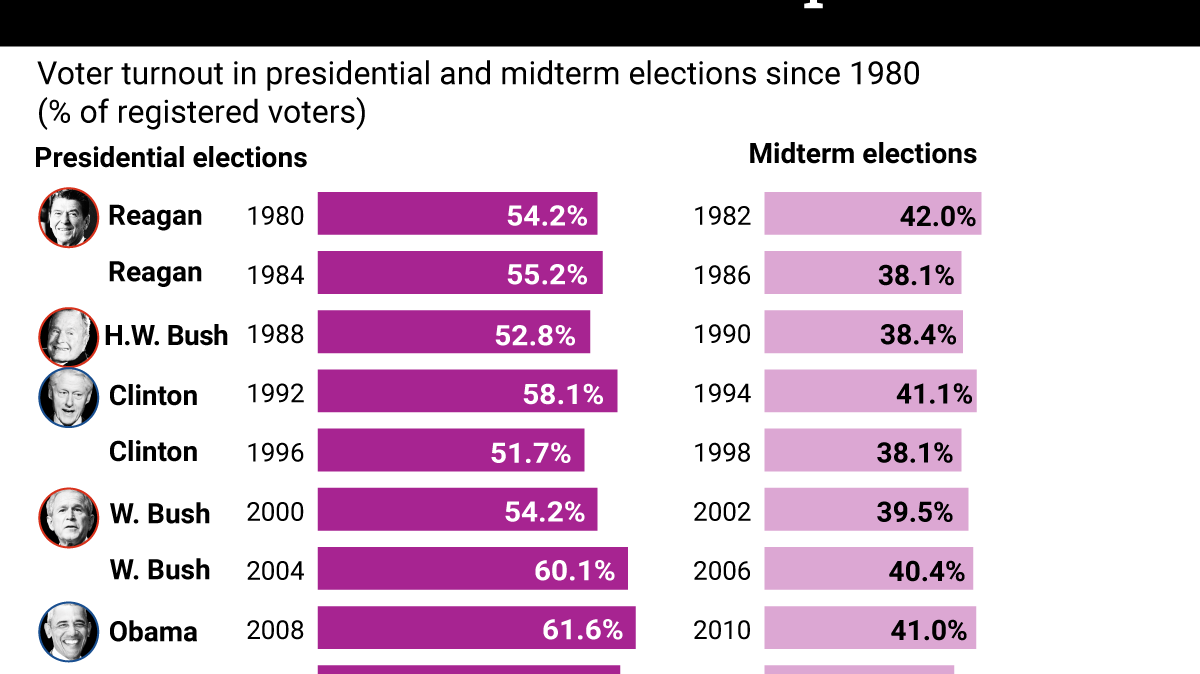 Voter turnout in presidential and midterm elections since 1980
(% of registered voters)
Presidential elections Midterm elections
Reagan 1980 54.2% 1982 42.0%
Reagan 1984 55.2% 1986 38.1%
H.W. Bush 1988 52.8% 1990 38.4%
Clinton 1992 58.1% 1994 41.1%
Clinton 1996 51.7% 1998 38.1%
W. Bush 2000 54.2% 2002 39.5%
W. Bush 2004 60.1% 2006 40.4%
Obama 2008 61.6% 2010 41.0%